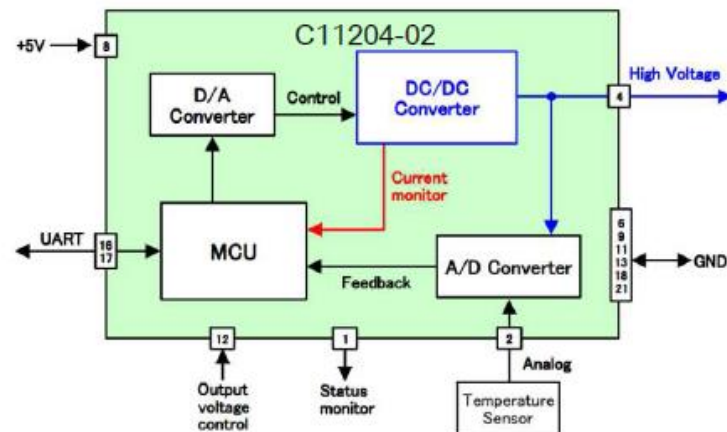 C11204-02
+5V
8
D/A
Converter
Control
DC/DC
Converter
4
High Voltage
Current
monitor
UART
16
17
MCU
Feedback
A/D Converter
6
9
11
13
18
21
GND
12
1
2
Output
voltage
control
Status
monitor
Analog
Temperature
Sensor